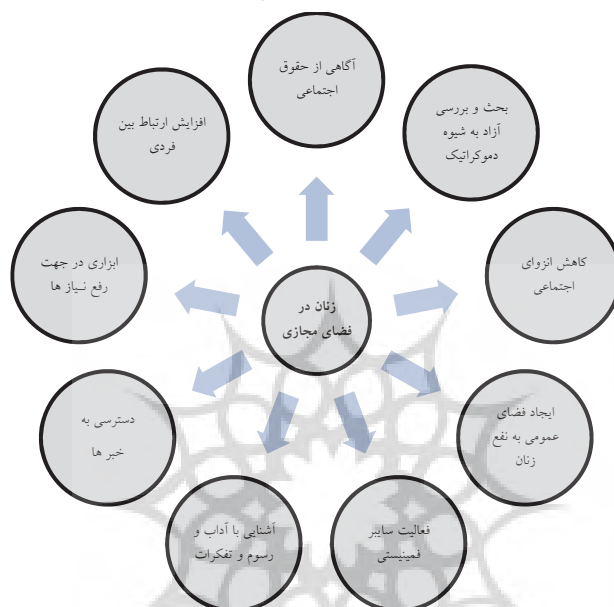 آگاهی از حقوق
اجتماعی
بحث و بررسی
آزاد به شیوه
دموکراتیک
افزایش ارتباط بین
فردی
کاهش انزوای
اجتماعی
ابزاری در جهت
رفع نیاز ها
زنان در
فضای مجازی
ایجاد فضای
عمومی به نفع
زنان
دسترسی به
خبر ها
فعالیت سایبر
فمینیستی
آشنایی با آداب و
رسوم و تفکرات